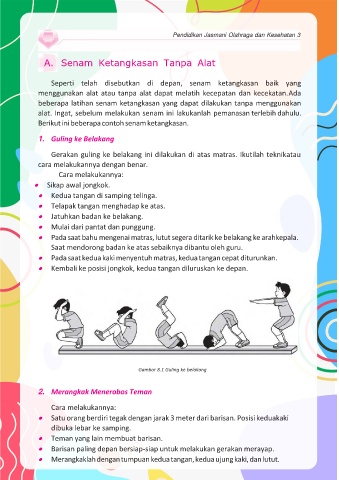 Pendidikan Jasmani Olahraga dan Kesehatan 3
A. Senam Ketangkasan Tanpa Alat
Seperti telah disebutkan di depan, senam ketangkasan baik yang
menggunakan alat atau tanpa alat dapat melatih kecepatan dan kecekatan.Ada
beberapa latihan senam ketangkasan yang dapat dilakukan tanpa menggunakan
alat. Ingat, sebelum melakukan senam ini lakukanlah pemanasan terlebih dahulu.
Berikut ini beberapa contoh senam ketangkasan.
1. Guling ke Belakang
Gerakan guling ke belakang ini dilakukan di atas matras. Ikutilah teknikatau
cara melakukannya dengan benar.
Cara melakukannya:
● Sikap awal jongkok.
● Kedua tangan di samping telinga.
● Telapak tangan menghadap ke atas.
● Jatuhkan badan ke belakang.
● Mulai dari pantat dan punggung.
● Pada saat bahu mengenai matras, lutut segera ditarik ke belakang ke arahkepala.
Saat mendorong badan ke atas sebaiknya dibantu oleh guru.
● Pada saat kedua kaki menyentuh matras, kedua tangan cepat diturunkan.
● Kembali ke posisi jongkok, kedua tangan diluruskan ke depan.
Gambar 8.1 Guling ke belakang
2. Merangkak Menerobos Teman
Cara melakukannya:
● Satu orang berdiri tegak dengan jarak 3 meter dari barisan. Posisi keduakaki
dibuka lebar ke samping.
● Teman yang lain membuat barisan.
● Barisan paling depan bersiap-siap untuk melakukan gerakan merayap.
● Merangkaklah dengan tumpuan kedua tangan, kedua ujung kaki, dan lutut.